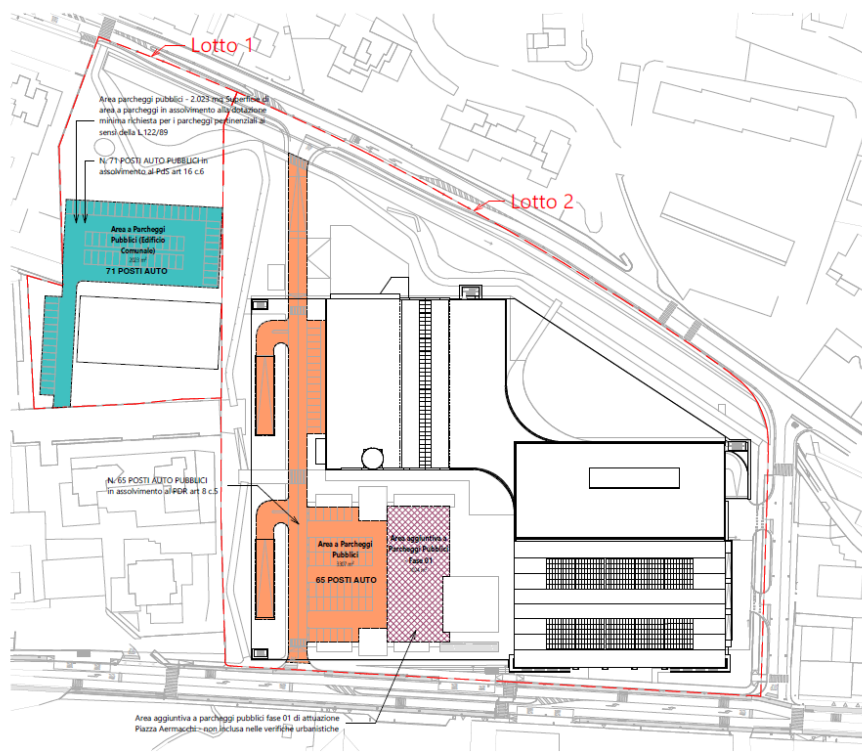 Lotto 1
Area parcheggi pubblici - 2.023 mq Superficie di
area a parcheggi in assolvimento alla dotazione
minima richiesta per i parcheggi pertinenziali ai
sensi della L.122/89
N. 71 POSTI AUTO PUBBLICI in
assolvimento al PdS art 16 c.6
Lotto 2
Area a Parcheggi
Pubblici (Edificio
Comunale)
2023 m²
71 POSTI AUTO
N. 65 POSTI AUTO PUBBLICI
in assolvimento al PDR art 8 c.5
Area a Parcheggi
Pubblici
65 POSTI AUTO
Area aggiuntiva a
Parcheggi Pubblici
Fase 01
Area aggiuntiva a parcheggi pubblici fase 01 di attuazione
Piazza Aermacchi - non inclusa nelle verifiche urbanistiche